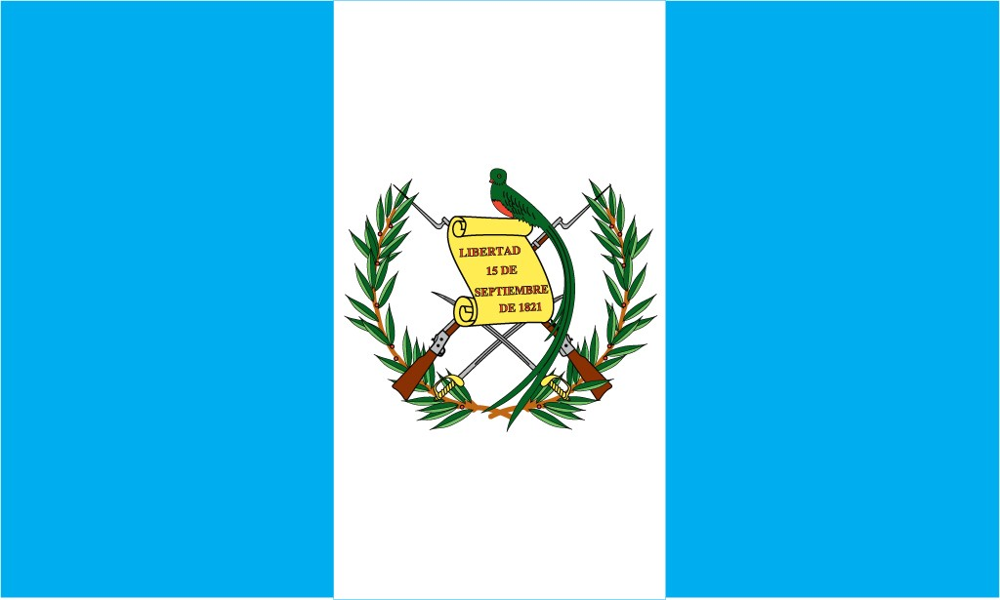 LIBERTAD
15 DE
SEPTIEMBRE
DE 1821